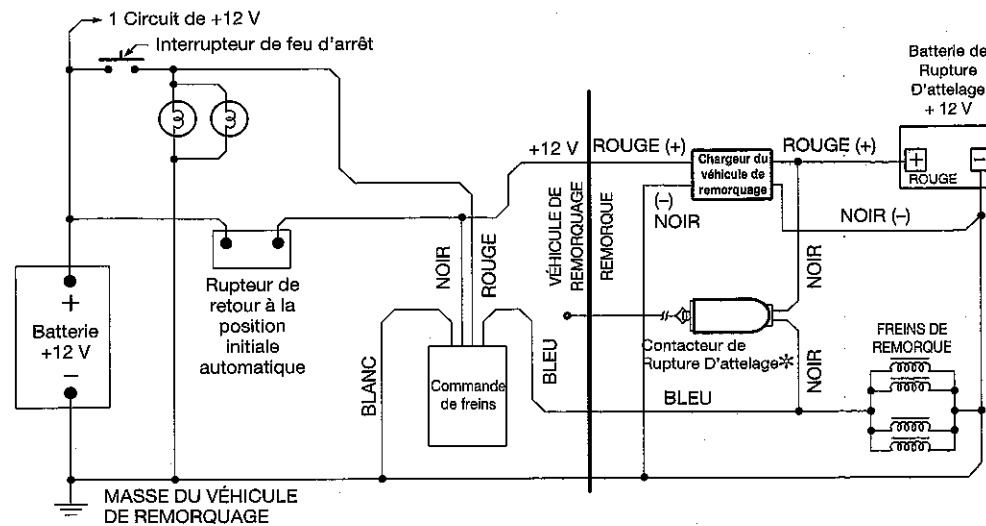 1 Circuit de +12 V
Interrupteur de feu d'arrêt
Batterie de
Rupture
D'attelage
+ 12 V
+12 V
ROUGE (+)
Chargeur du
véhicule de
remorquage
ROUGE (+)
+
−
ROUGE
(−)
NOIR
NOIR (−)
VÉHICULE DE
REMORQUAGE
REMORQUE
NOIR
ROUGE
NOIR
Rupteur de
retour à la
position
initiale
automatique
+
Batterie
+12 V
−
BLANC
Commande
de freins
BLEU
Contacteur de
Rupture D'attelage*
NOIR
FREINS DE
REMORQUE
BLEU
MASSE DU VÉHICULE
DE REMORQUAGE